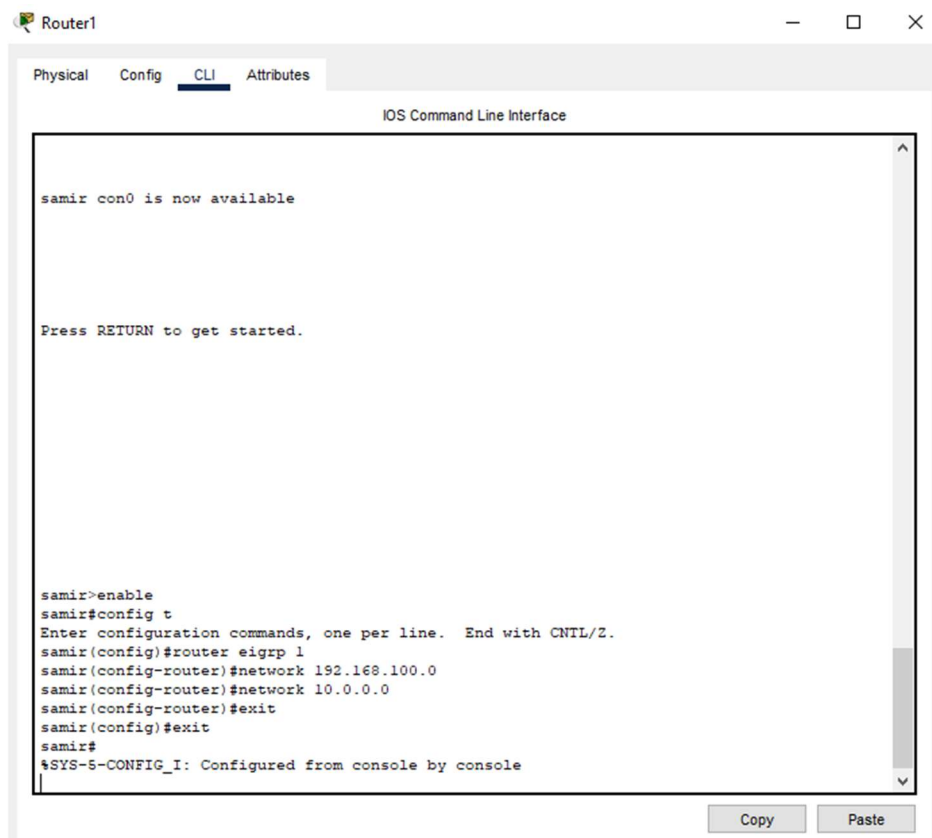 Router1
Physical Config CLI Attributes
IOS Command Line Interface
samir con0 is now available
Press RETURN to get started.
samir>enable
samir#config t
Enter configuration commands, one per line.  End with CNTL/Z.
samir(config)#router eigrp 1
samir(config-router)#network 192.168.100.0
samir(config-router)#network 10.0.0.0
samir(config-router)#exit
samir(config)#exit
samir#
%SYS-5-CONFIG_I: Configured from console by console
Copy Paste